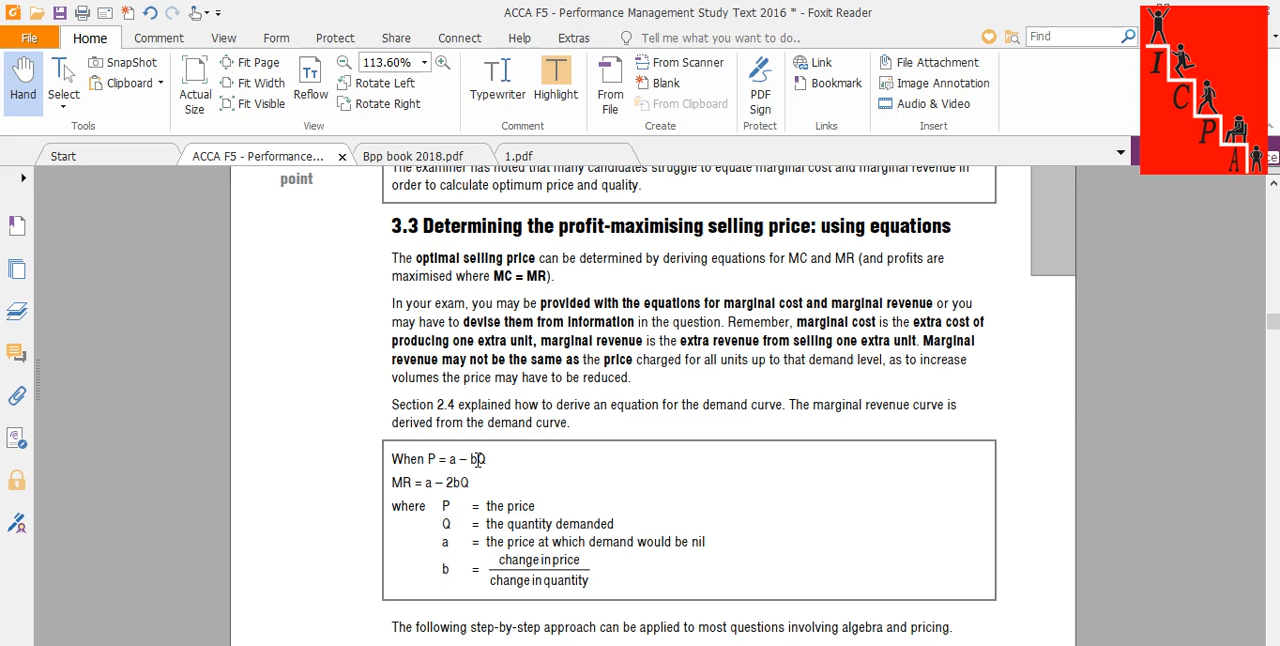 ACCA F5 - Performance Management Study Text 2016 * - Foxit Reader
File Home Comment View Form Protect Share Connect Help Extras Tell me what you want to do.. Find
Hand
Select
SnapShot
Clipboard
Tools
Actual Size
Fit Page
Fit Width
Fit Visible
Reflow
113.60%
Rotate Left
Rotate Right
View
Typewriter
Highlight
Comment
From File
From Scanner
Blank
From Clipboard
Create
PDF Sign
Protect
Link
Bookmark
Links
File Attachment
Image Annotation
Audio & Video
Insert
I
C
P
A
Start ACCA F5 - Performance... Bpp book 2018.pdf 1.pdf
point
The examiner has noted that many candidates struggle to equate marginal cost and marginal revenue in
order to calculate optimum price and quality.
3.3 Determining the profit-maximising selling price: using equations
The optimal selling price can be determined by deriving equations for MC and MR (and profits are
maximised where MC = MR).
In your exam, you may be provided with the equations for marginal cost and marginal revenue or you
may have to devise them from information in the question. Remember, marginal cost is the extra cost of
producing one extra unit, marginal revenue is the extra revenue from selling one extra unit. Marginal
revenue may not be the same as the price charged for all units up to that demand level, as to increase
volumes the price may have to be reduced.
Section 2.4 explained how to derive an equation for the demand curve. The marginal revenue curve is
derived from the demand curve.
When P = a – bQ
MR = a – 2bQ
where P = the price
Q = the quantity demanded
a = the price at which demand would be nil
b = change in price
change in quantity
The following step-by-step approach can be applied to most questions involving algebra and pricing.